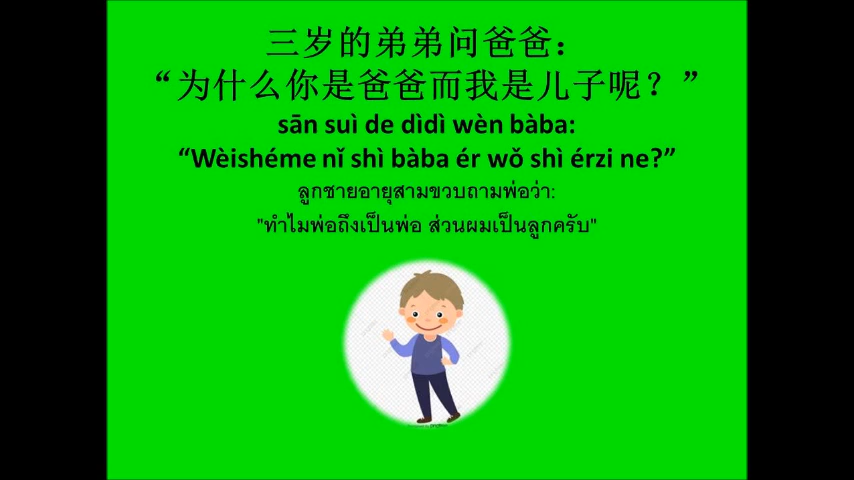 三岁的弟弟问爸爸：
“为什么你是爸爸而我是儿子呢？”
sān suì de dìdì wèn bàba:
“Wèishéme nǐ shì bàba ér wǒ shì érzi ne?”
ลูกชายอายุสามขวบถามพ่อว่า:
"ทำไมพ่อถึงเป็นพ่อ ส่วนผมเป็นลูกครับ"